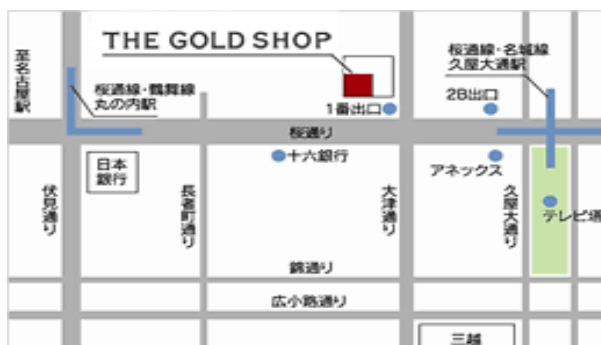 THE GOLD SHOP
至名古屋駅
桜通線・鶴舞線
丸の内駅
桜通線・名城線
久屋大通駅
2B出口
1番出口
桜通り
日本
銀行
十六銀行
アネックス
伏見通り
長者町通り
大津通り
久屋大通り
テレビ塔
錦通り
広小路通り
三越